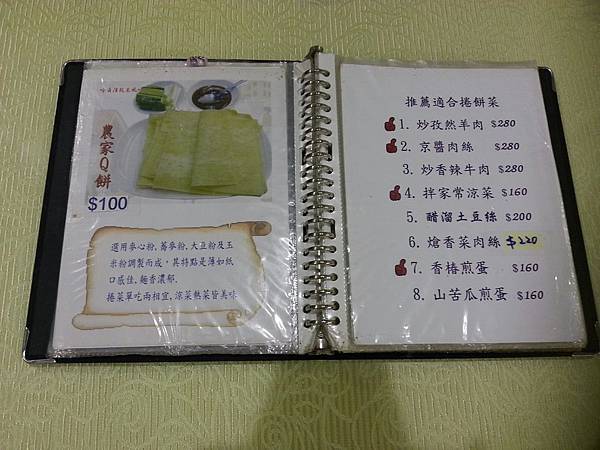 農家Q餅
$100
選用麥心粉,蕎麥粉,大豆粉及玉
米粉調製而成,其特點是薄如紙
口感佳,麵香濃郁.
捲菜單吃兩相宜,涼菜熱菜皆美味
推薦適合捲餅菜
1. 炒孜然羊肉 $280
2. 京醬肉絲 $280
3. 炒香辣牛肉 $280
4. 拌家常涼菜 $160
5. 醋溜土豆絲 $200
6. 熗香菜肉絲 $220
7. 香椿煎蛋 $160
8. 山苦瓜煎蛋 $160